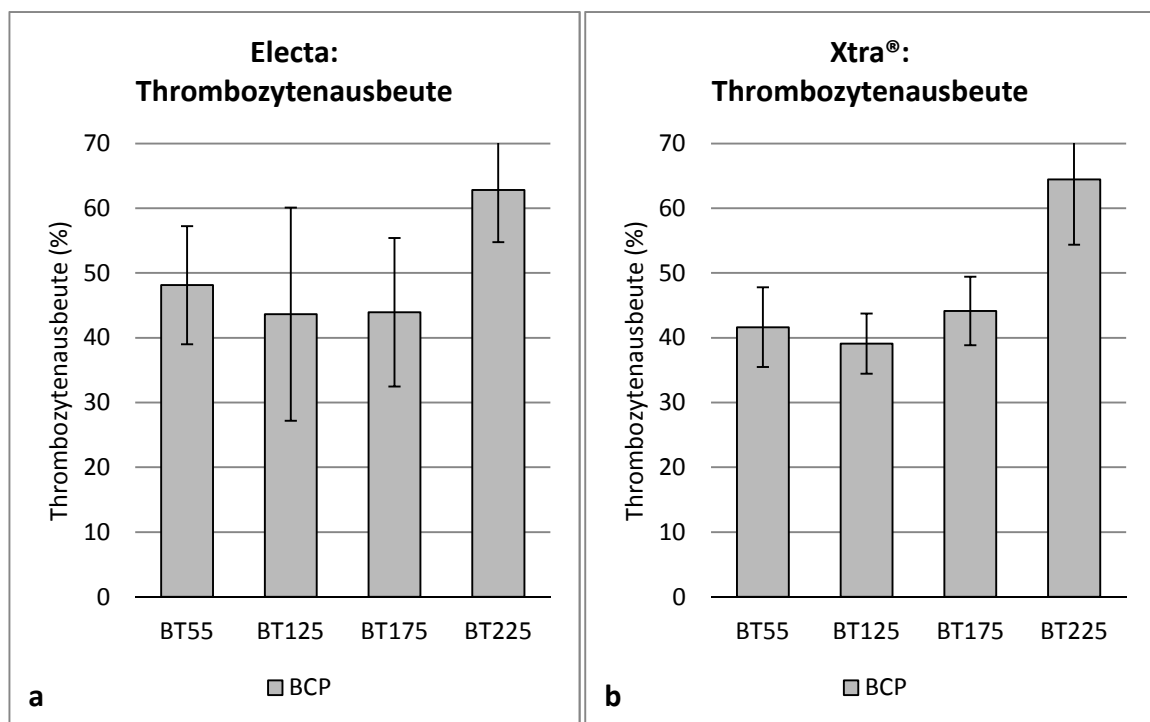 Electa:
Thrombozytenausbeute
Thrombozytenausbeute (%)
70
60
50
40
30
20
10
0
BT55 BT125 BT175 BT225
BCP
a
Xtra®:
Thrombozytenausbeute
Thrombozytenausbeute (%)
70
60
50
40
30
20
10
0
BT55 BT125 BT175 BT225
BCP
b